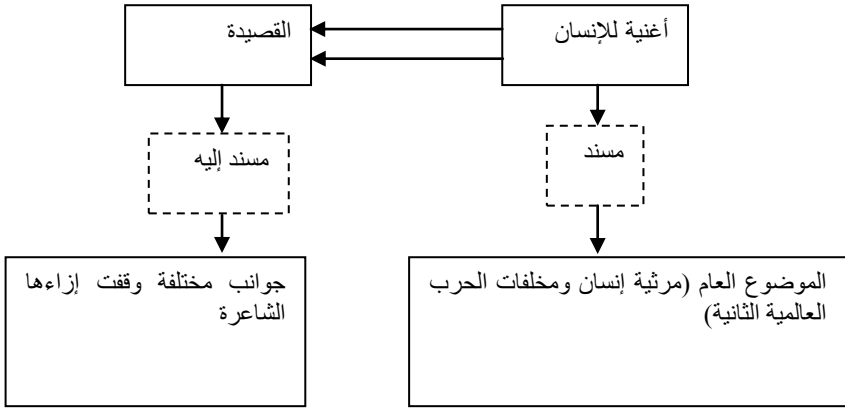 أغنية للإنسان
القصيدة
مسند
مسند إليه
الموضوع العام (مرثية إنسان ومخلفات الحرب
العالمية الثانية)
جوانب مختلفة وقفت إزاءها
الشاعرة